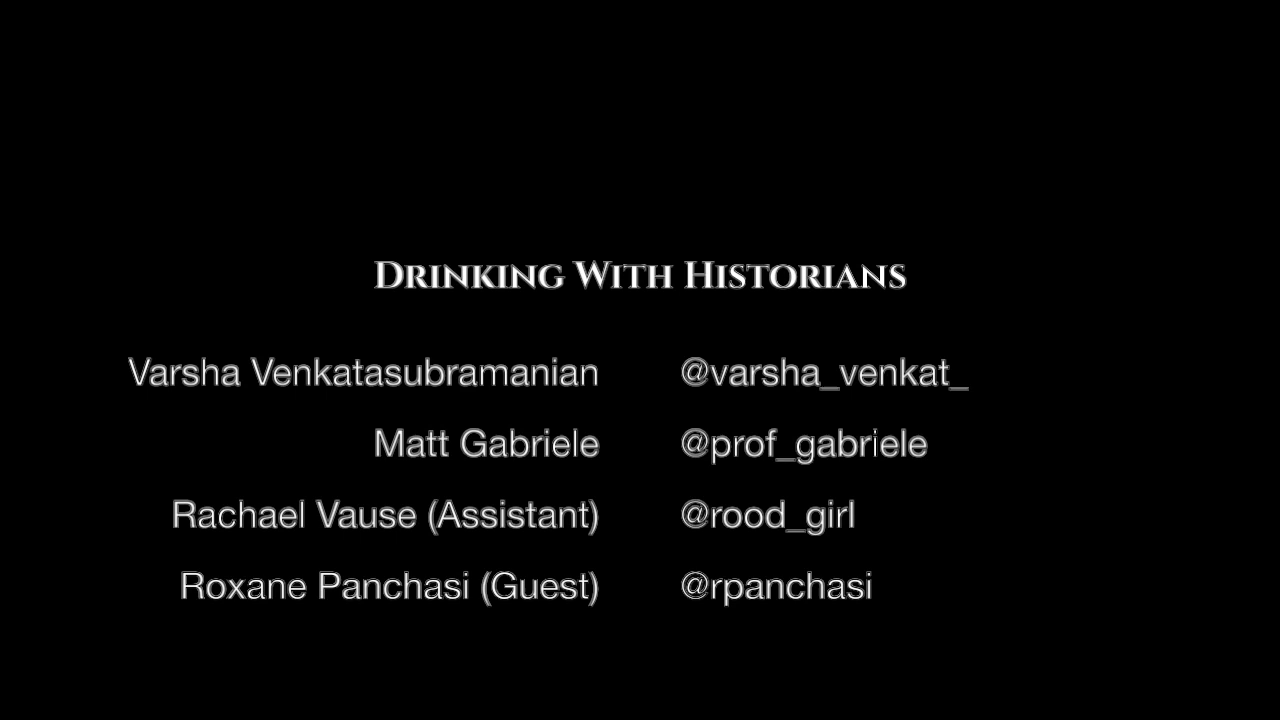 Drinking With Historians
Varsha Venkatasubramanian @varsha_venkat_
Matt Gabriele @prof_gabriele
Rachael Vause (Assistant) @rood_girl
Roxane Panchasi (Guest) @rpanchasi